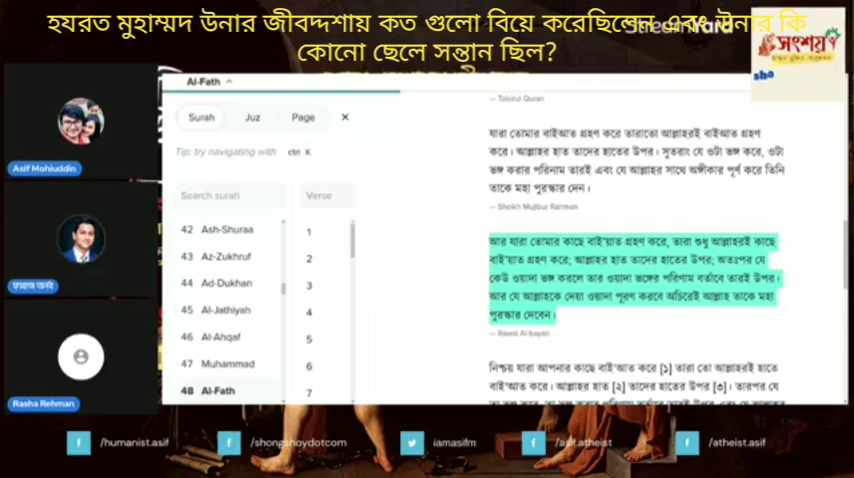 হযরত মুহাম্মদ উনার জীবদ্দশায় কত গুলো বিয়ে করেছিলেন এবং উনার কি
কোনো ছেলে সন্তান ছিল?
StreamYard
সংশয়
Al-Fath
Surah
Juz
Page
Tip: try navigating with ctrl K
Search surah
Verse
42 Ash-Shuraa
43 Az-Zukhruf
44 Ad-Dukhan
45 Al-Jathiyah
46 Al-Ahqaf
47 Muhammad
48 Al-Fath
1
2
3
4
5
6
7
— Taisirul Quran
যারা তোমার বাইআত গ্রহণ করে তারাতো আল্লাহরই বাইআত গ্রহণ
করে। আল্লাহর হাত তাদের হাতের উপর। সুতরাং যে ওটা ভঙ্গ করে, ওটা
ভঙ্গ করার পরিনাম তারই এবং যে আল্লাহর সাথে অঙ্গীকার পূর্ণ করে তিনি
তাকে মহা পুরস্কার দেন।
— Sheikh Mujibur Rahman
আর যারা তোমার কাছে বাই'য়াত গ্রহণ করে, তারা শুধু আল্লাহরই কাছে
বাই'য়াত গ্রহণ করে; আল্লাহর হাত তাদের হাতের উপর; অতঃপর যে
কেউ ওয়াদা ভঙ্গ করলে তার ওয়াদা ভঙ্গের পরিণাম বর্তাবে তারই উপর।
আর যে আল্লাহকে দেয়া ওয়াদা পূরণ করবে অচিরেই আল্লাহ তাকে মহা
পুরস্কার দেবেন।
— Rawai Al-bayan
নিশ্চয় যারা আপনার কাছে বাই'আত করে [১] তারা তো আল্লাহরই হাতে
বাই'আত করে। আল্লাহর হাত [২] তাদের হাতের উপর [৩]। তারপর যে
Asif Mohiuddin
Rasha Rehman
/humanist.asif
/shongshoydotcom
iamasifm
/asif.atheist
/atheist.asif